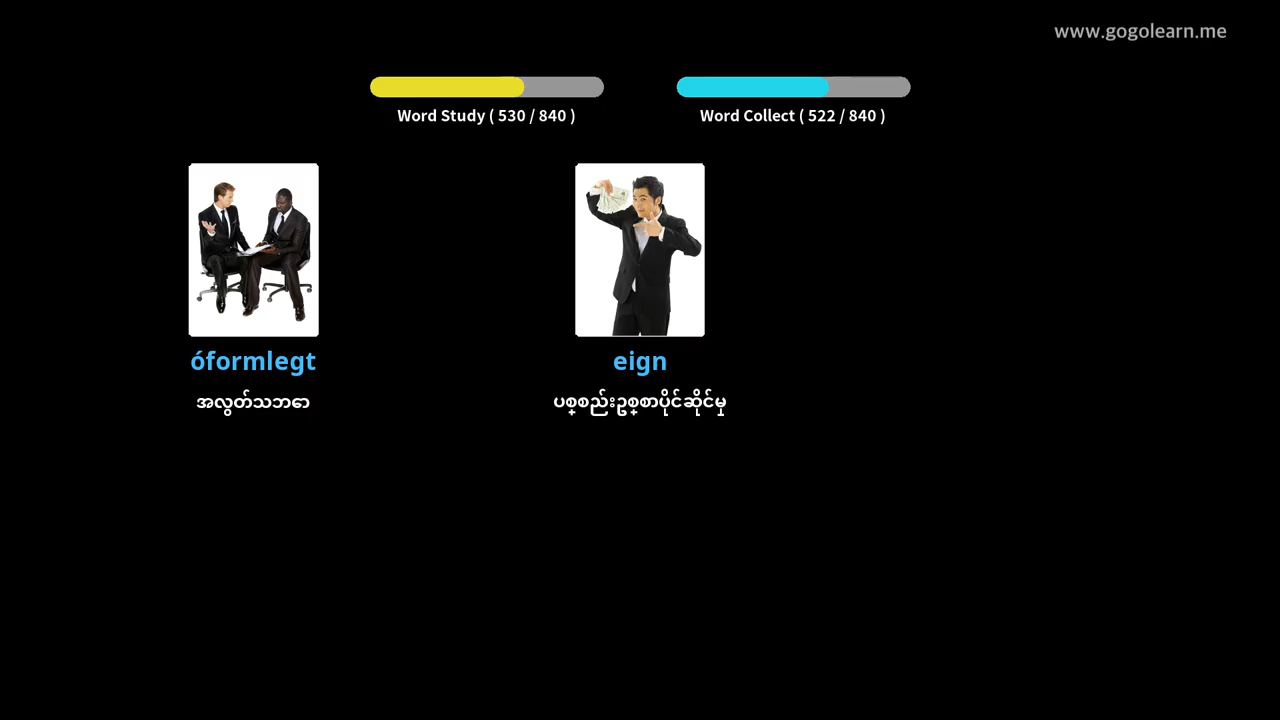 www.gogolearn.me
Word Study ( 530 / 840 )
Word Collect ( 522 / 840 )
óformlegt
eign
အလွတ်သဘော
ပစ္စည်းဥစ္စာပိုင်ဆိုင်မှု